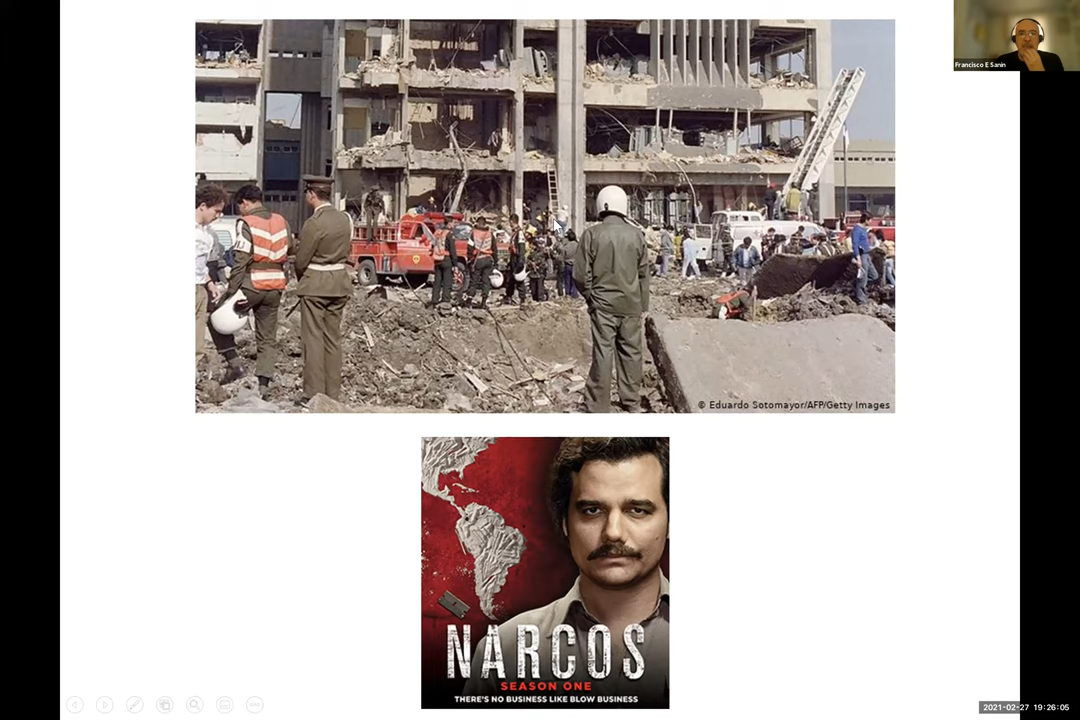 Francisco E Sanin
© Eduardo Sotomayor/AFP/Getty Images
NARCOS
SEASON ONE
THERE'S NO BUSINESS LIKE BLOW BUSINESS
2021-02-27 19:26:05